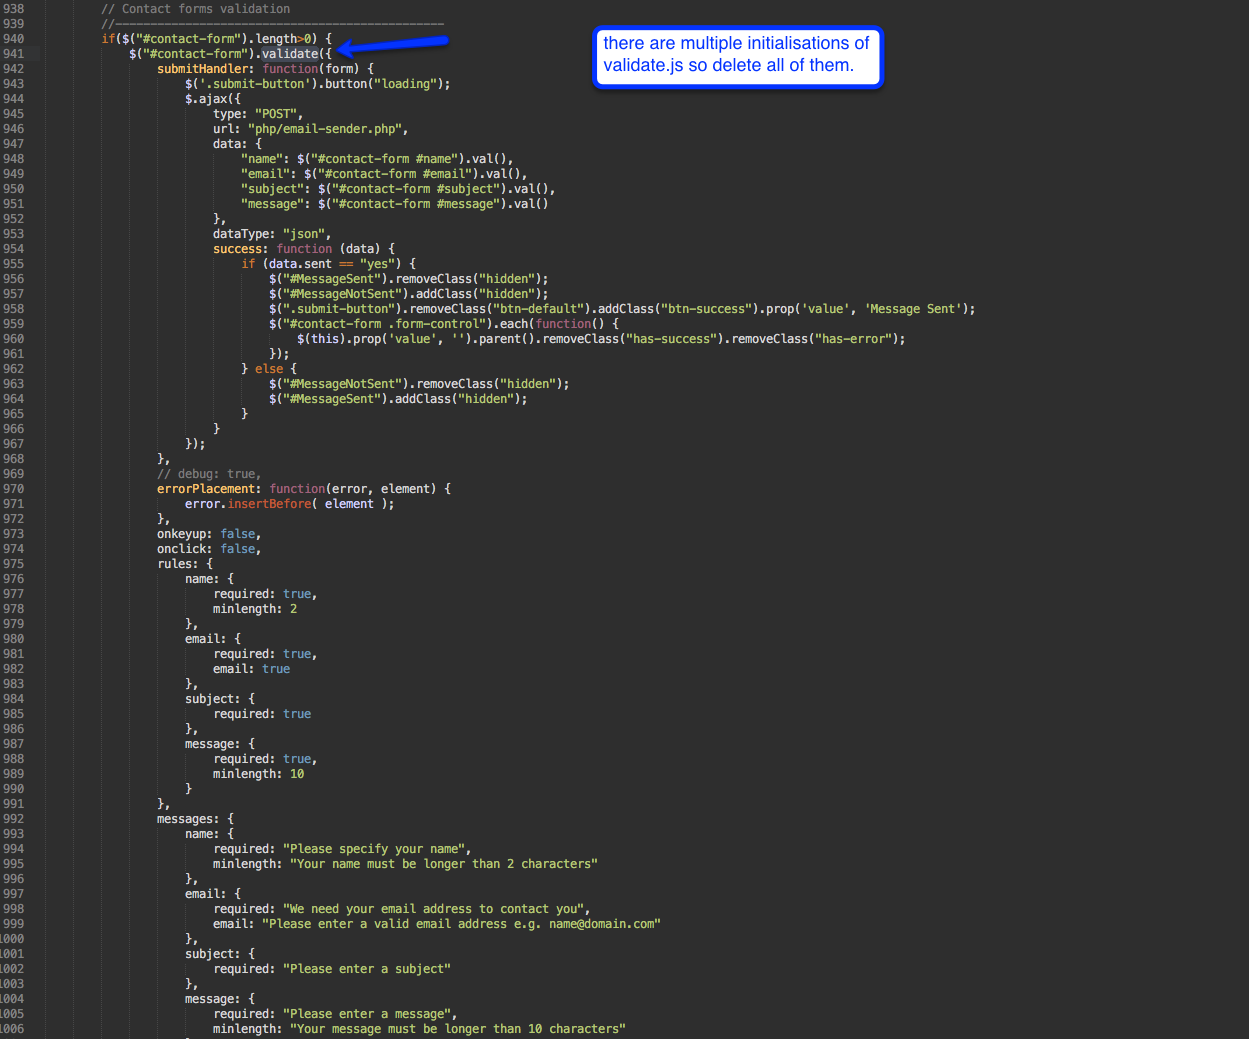 938 // Contact forms validation
939 //-----------------------------------------------
940 if($("#contact-form").length>0) {
941 $("#contact-form").validate({
there are multiple initialisations of
validate.js so delete all of them.
942 submitHandler: function(form) {
943 $('.submit-button').button("loading");
944 $.ajax({
945 type: "POST",
946 url: "php/email-sender.php",
947 data: {
948 "name": $("#contact-form #name").val(),
949 "email": $("#contact-form #email").val(),
950 "subject": $("#contact-form #subject").val(),
951 "message": $("#contact-form #message").val()
952 },
953 dataType: "json",
954 success: function (data) {
955 if (data.sent == "yes") {
956 $("#MessageSent").removeClass("hidden");
957 $("#MessageNotSent").addClass("hidden");
958 $(".submit-button").removeClass("btn-default").addClass("btn-success").prop('value', 'Message Sent');
959 $("#contact-form .form-control").each(function() {
960 $(this).prop('value', '').parent().removeClass("has-success").removeClass("has-error");
961 });
962 } else {
963 $("#MessageNotSent").removeClass("hidden");
964 $("#MessageSent").addClass("hidden");
965 }
966 }
967 });
968 },
969 // debug: true,
970 errorPlacement: function(error, element) {
971 error.insertBefore( element );
972 },
973 onkeyup: false,
974 onclick: false,
975 rules: {
976 name: {
977 required: true,
978 minlength: 2
979 },
980 email: {
981 required: true,
982 email: true
983 },
984 subject: {
985 required: true
986 },
987 message: {
988 required: true,
989 minlength: 10
990 }
991 },
992 messages: {
993 name: {
994 required: "Please specify your name",
995 minlength: "Your name must be longer than 2 characters"
996 },
997 email: {
998 required: "We need your email address to contact you",
999 email: "Please enter a valid email address e.g. name@domain.com"
1000 },
1001 subject: {
1002 required: "Please enter a subject"
1003 },
1004 message: {
1005 required: "Please enter a message",
1006 minlength: "Your message must be longer than 10 characters"